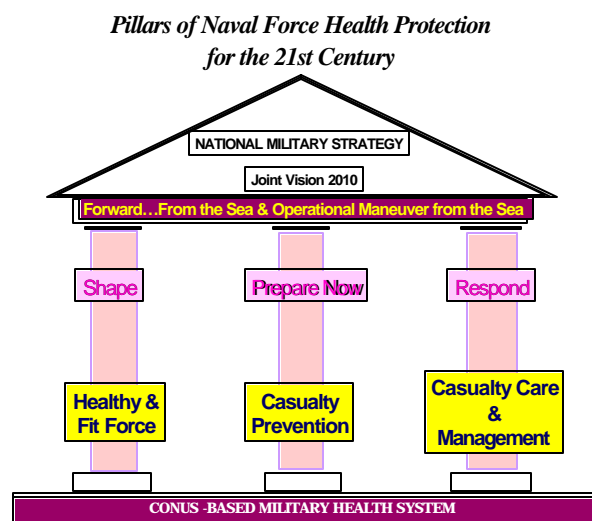 Pillars of Naval Force Health Protection
for the 21st Century
NATIONAL MILITARY STRATEGY
Joint Vision 2010
Forward…From the Sea & Operational Maneuver from the Sea
Shape
Prepare Now
Respond
Healthy &
Fit Force
Casualty
Prevention
Casualty Care
&
Management
CONUS -BASED MILITARY HEALTH SYSTEM